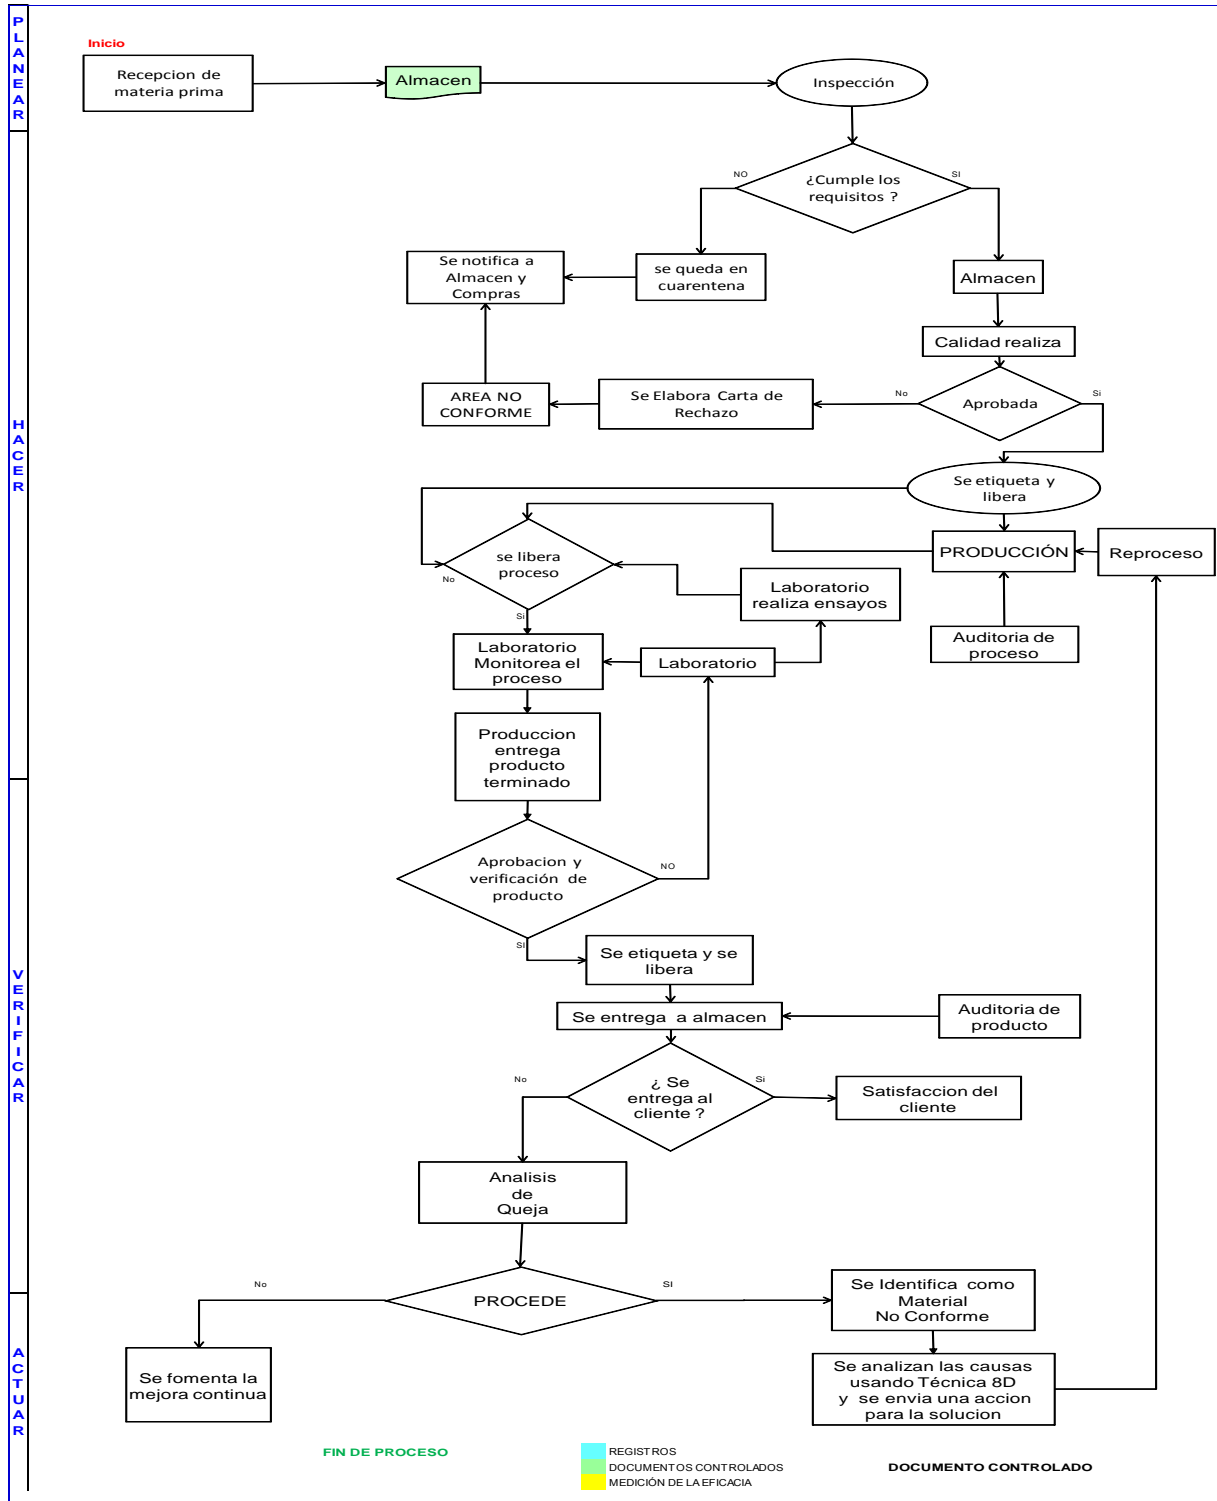 PLANEAR
Inicio
Recepcion de
materia prima
Almacen
Inspección
HACER
¿Cumple los
requisitos ?
NO
SI
Se notifica a
Almacen y
Compras
se queda en
cuarentena
Almacen
Calidad realiza
AREA NO
CONFORME
Se Elabora Carta de
Rechazo
No
Aprobada
Si
Se etiqueta y
libera
se libera
proceso
No
Si
PRODUCCIÓN
Reproceso
Laboratorio
realiza ensayos
Auditoria de
proceso
Laboratorio
Monitorea el
proceso
Laboratorio
Produccion
entrega
producto
terminado
VERIFICAR
Aprobacion y
verificación de
producto
NO
SI
Se etiqueta y se
libera
Se entrega a almacen
Auditoria de
producto
No
¿ Se
entrega al
cliente ?
Si
Satisfaccion del
cliente
Analisis
de
Queja
No
PROCEDE
SI
ACTUAR
Se Identifica como
Material
No Conforme
Se fomenta la
mejora continua
Se analizan las causas
usando Técnica 8D
y se envia una accion
para la solucion
FIN DE PROCESO
REGISTROS
DOCUMENTOS CONTROLADOS
MEDICIÓN DE LA EFICACIA
DOCUMENTO CONTROLADO